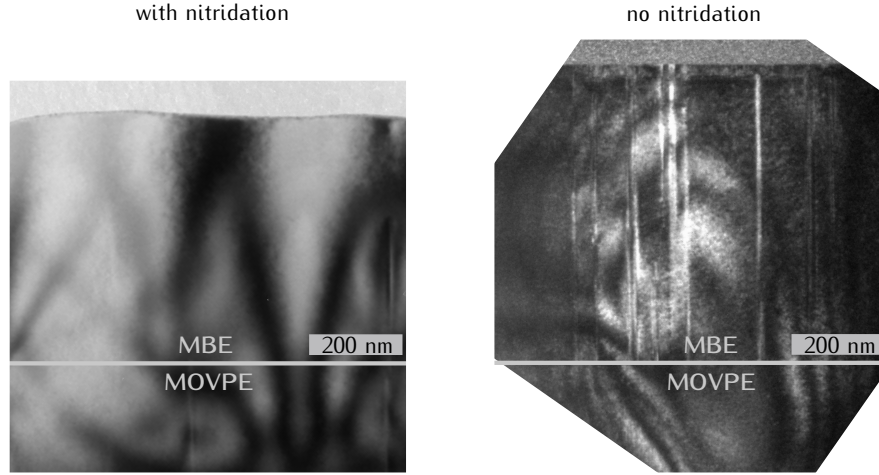 with nitridation
no nitridation
MBE
200 nm
MOVPE
MBE
200 nm
MOVPE